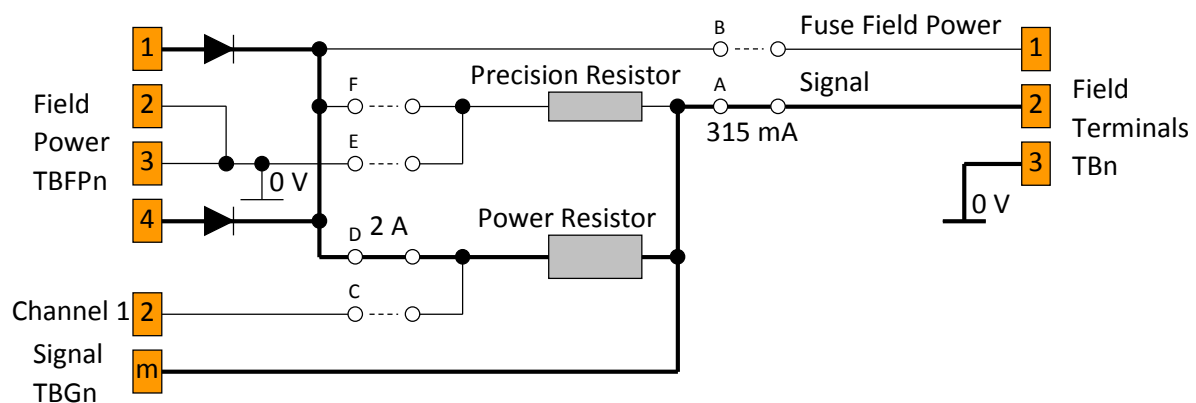 B
Fuse Field Power
1
1
F
Precision Resistor
A
Signal
Field
2
2
Field
315 mA
Terminals
Power
E
TBFPn
3
3
TBn
0 V
0 V
4
Power Resistor
D
2 A
C
Channel 1
2
Signal
m
TBGn